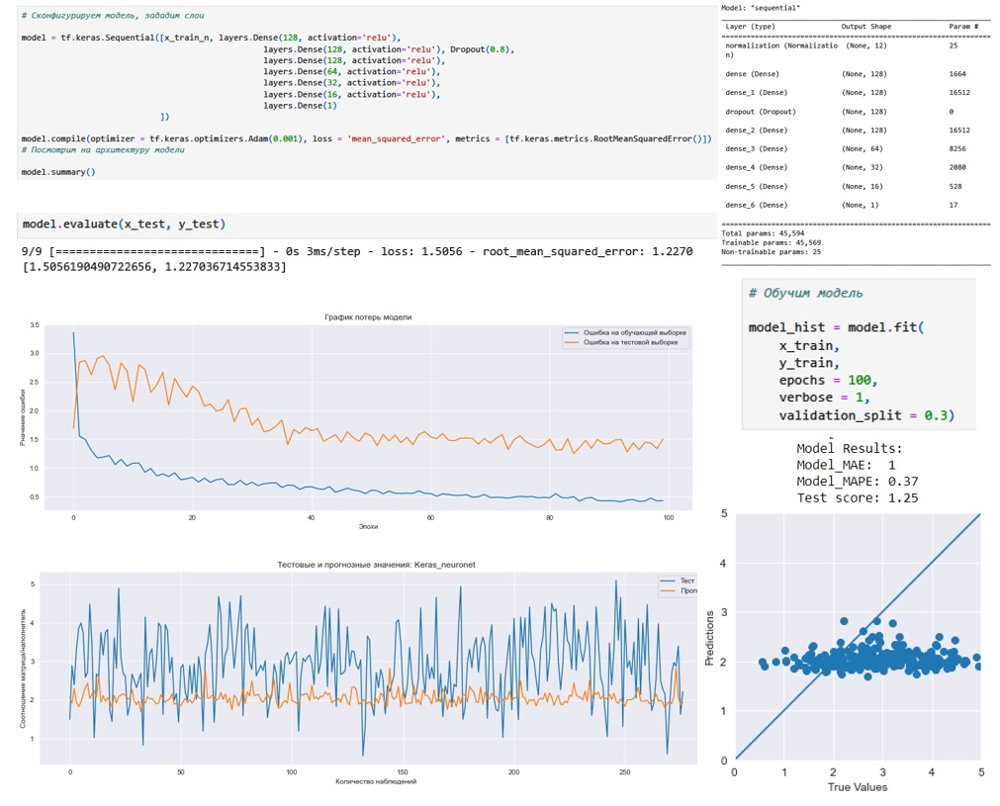 # Сконфигурируем модель, зададим слои
model = tf.keras.Sequential([x_train_n, layers.Dense(128, activation='relu'),
layers.Dense(128, activation='relu'), Dropout(0.8),
layers.Dense(128, activation='relu'),
layers.Dense(64, activation='relu'),
layers.Dense(32, activation='relu'),
layers.Dense(16, activation='relu'),
layers.Dense(1)
])
model.compile(optimizer = tf.keras.optimizers.Adam(0.001), loss = 'mean_squared_error', metrics = [tf.keras.metrics.RootMeanSquaredError()])
# Посмотрим на архитектуру модели
model.summary()
Model: "sequential"
Layer (type) Output Shape Param #
normalization (Normalizatio (None, 12) 25
n)
dense (Dense) (None, 128) 1664
dense_1 (Dense) (None, 128) 16512
dropout (Dropout) (None, 128) 0
dense_2 (Dense) (None, 128) 16512
dense_3 (Dense) (None, 64) 8256
dense_4 (Dense) (None, 32) 2080
dense_5 (Dense) (None, 16) 528
dense_6 (Dense) (None, 1) 17
Total params: 45,594
Trainable params: 45,569
Non-trainable params: 25
model.evaluate(x_test, y_test)
9/9 [==============================] - 0s 3ms/step - loss: 1.5056 - root_mean_squared_error: 1.2270
[1.5056190490722656, 1.227036714553833]
# Обучим модель
model_hist = model.fit(
x_train,
y_train,
epochs = 100,
verbose = 1,
validation_split = 0.3)
График потерь модели
Ошибка на обучающей выборке
Ошибка на тестовой выборке
Значение ошибки
3.5
3.0
2.5
2.0
1.5
1.0
0.5
0 20 40 60 80 100
Эпохи
Model Results:
Model_MAE: 1
Model_MAPE: 0.37
Test score: 1.25
Тестовые и прогнозные значения: Keras_neuronet
Тест
Прог
Соотношение матрица/наполнитель
5
4
3
2
1
0 50 100 150 200 250
Количество наблюдений
Predictions
5
4
3
2
1
0
0 1 2 3 4 5
True Values